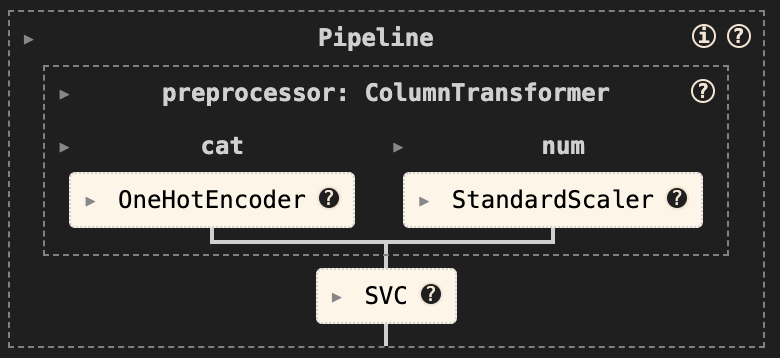 Pipeline
preprocessor: ColumnTransformer
cat
num
OneHotEncoder
StandardScaler
SVC